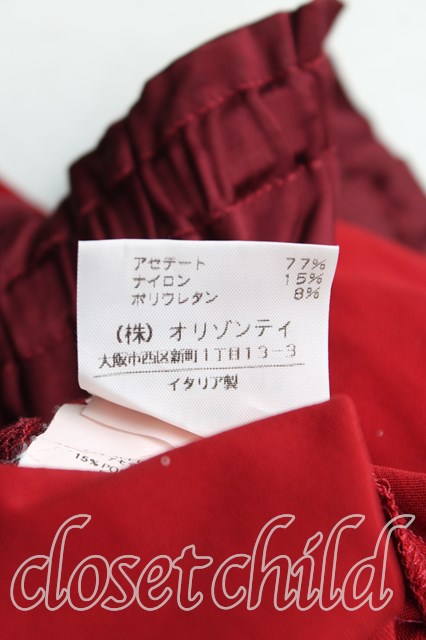 アセテート 77%
ナイロン 15%
ポリウレタン 8%
(株) オリゾンティ
大阪市西区新町1丁目13-3
イタリア製
15%
closetchild